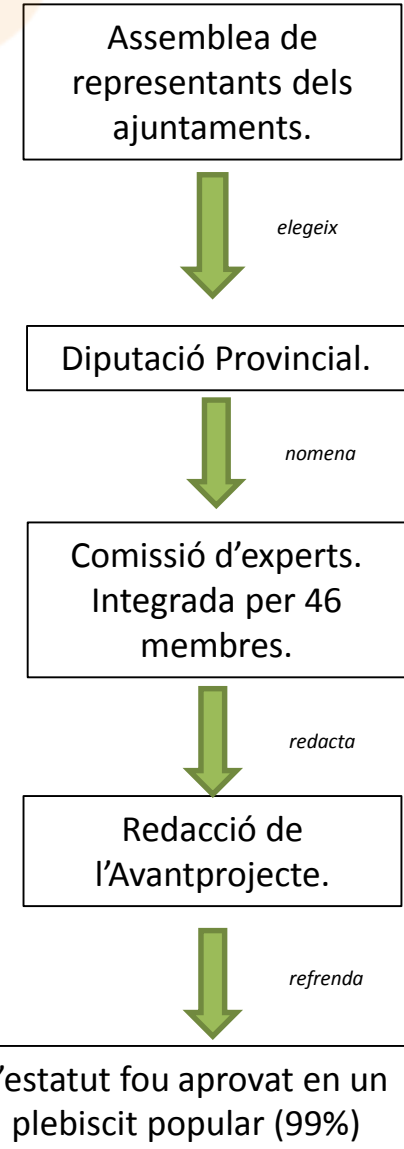 Assemblea de
representants dels
ajuntaments.
elegeix
Diputació Provincial.
nomena
Comissió d'experts.
Integrada per 46
membres.
redacta
Redacció de
l'Avantprojecte.
refrenda
'estatut fou aprovat en un
plebiscit popular (99%)